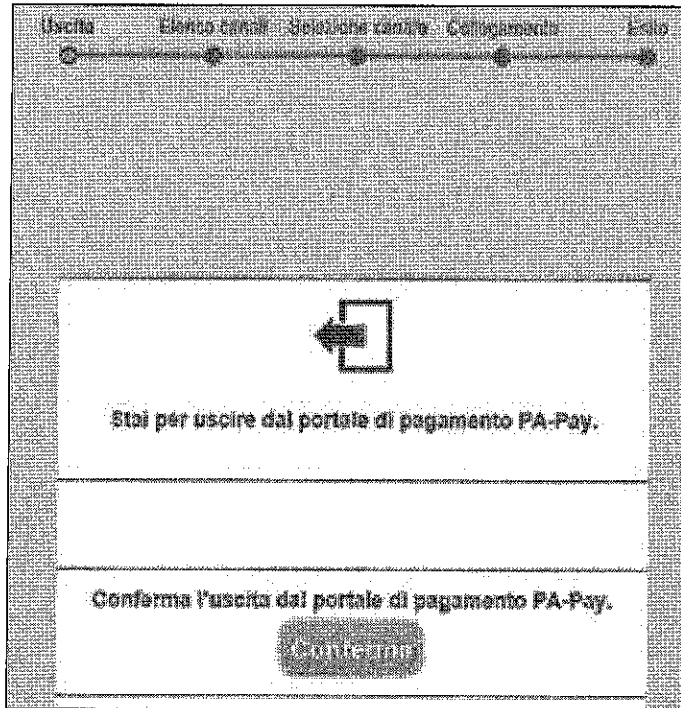 Uscita Elenco canali Selezione canale Collegamento Esito
Stai per uscire dal portale di pagamento PA-Pay.
Conferma l'uscita dal portale di pagamento PA-Pay.
Conferma